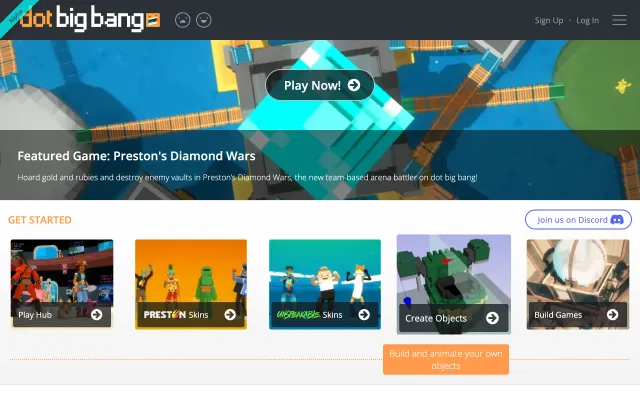 Alpha
dot big bang
Sign Up · Log In
Play Now!
Featured Game: Preston's Diamond Wars
Hoard gold and rubies and destroy enemy vaults in Preston's Diamond Wars, the new team-based arena battler on dot big bang!
GET STARTED
Join us on Discord
Play Hub
PRESTON Skins
UNSPEAKABLE Skins
Create Objects
Build Games
Build and animate your own
objects